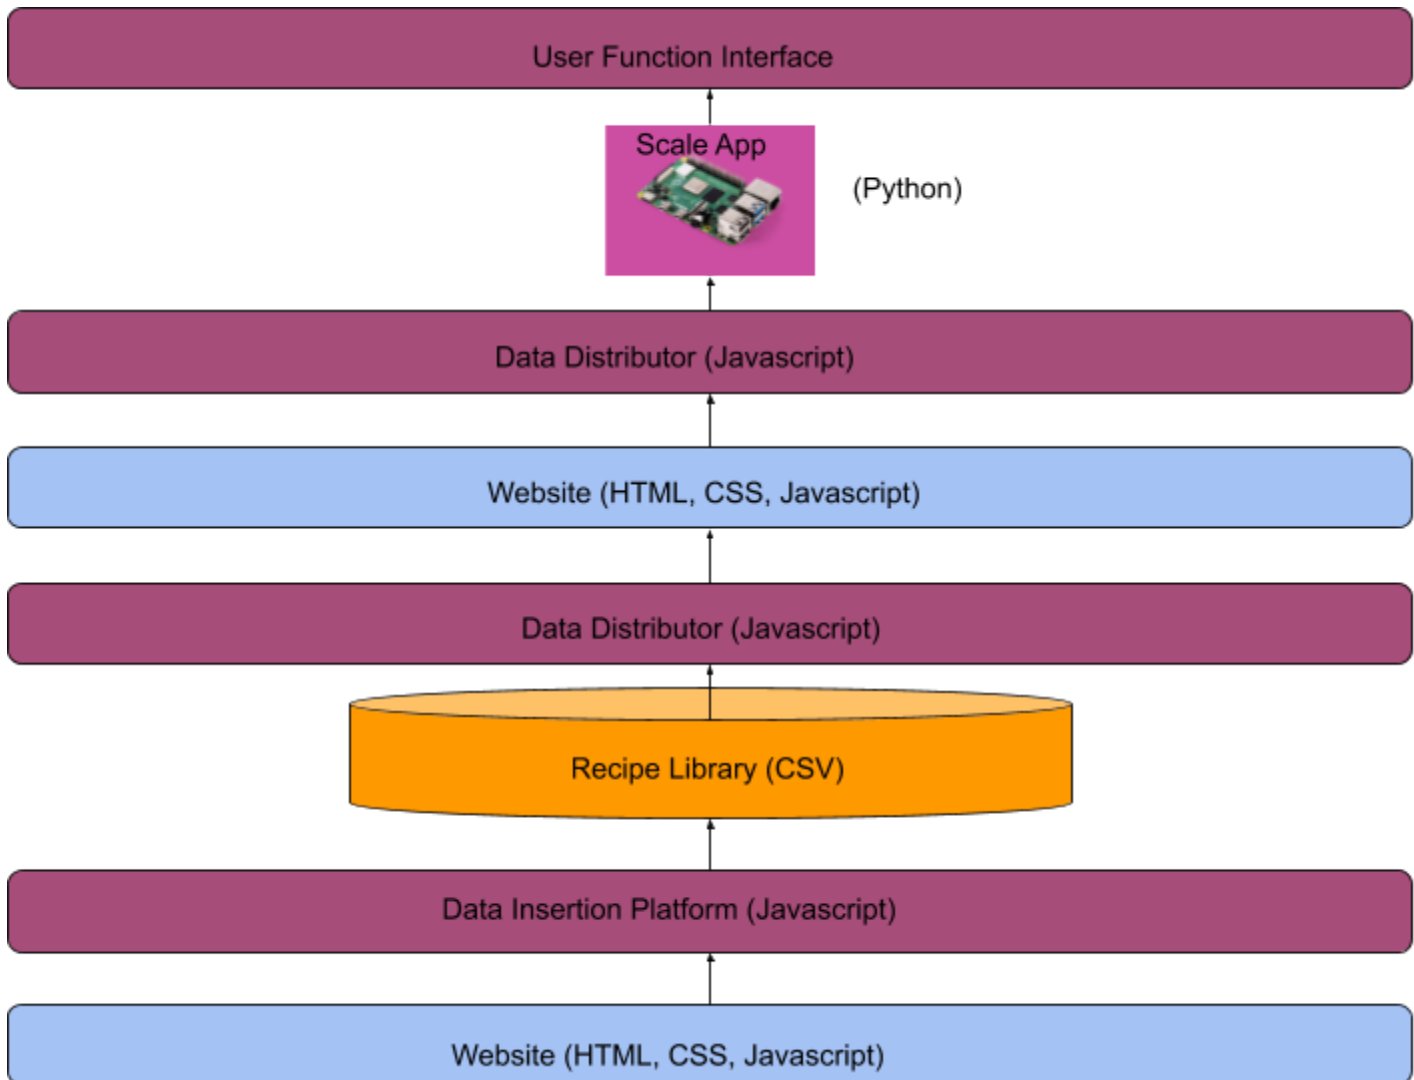 User Function Interface
Scale App
(Python)
Data Distributor (Javascript)
Website (HTML, CSS, Javascript)
Data Distributor (Javascript)
Recipe Library (CSV)
Data Insertion Platform (Javascript)
Website (HTML, CSS, Javascript)